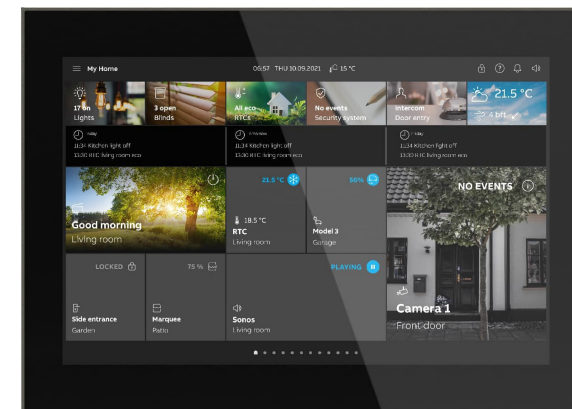 My Home
06:57 THU 10.09.2021 15 °C
17 on
Lights
3 open
Blinds
All eco
RTCs
No events
Security system
Intercom
Door entry
21.5 °C
4 bft
11:34 Kitchen light off
13:00 RTC living room eco
11:34 Kitchen light off
13:00 RTC living room eco
11:34 Kitchen light off
13:00 RTC living room eco
Good morning
Living room
21.5 °C
18.5 °C
RTC
Living room
50%
Model 3
Garage
NO EVENTS
LOCKED
Side entrance
Garden
75 %
Marquee
Patio
PLAYING
Sonos
Living room
Camera 1
Front door